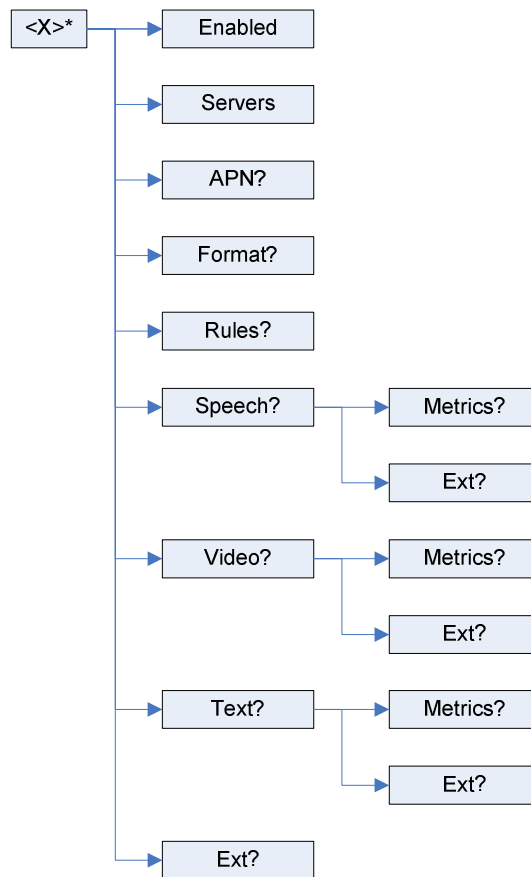 <X>*
Enabled
Servers
APN?
Format?
Rules?
Speech?
Metrics?
Ext?
Video?
Metrics?
Ext?
Text?
Metrics?
Ext?
Ext?